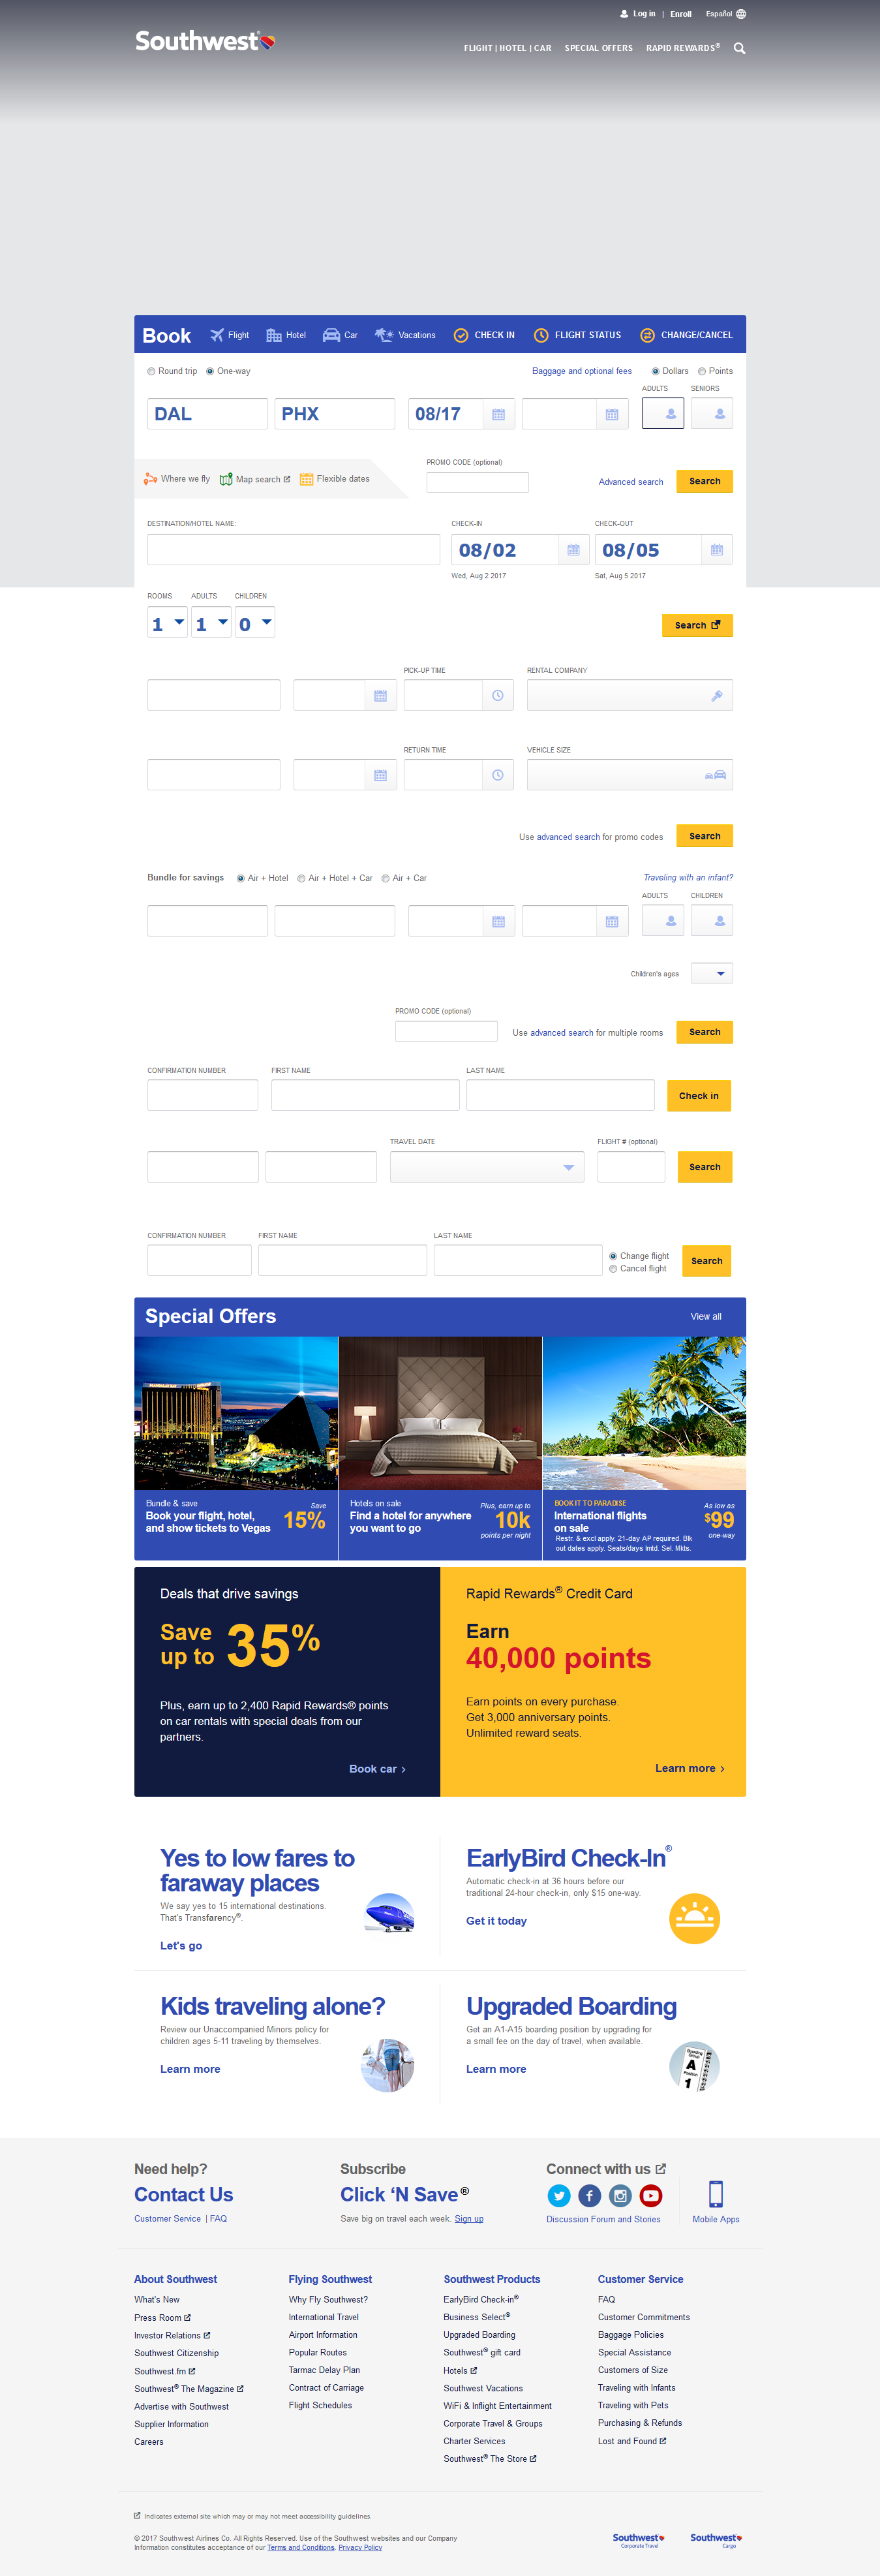 Log in | Enroll Español
Southwest®
FLIGHT | HOTEL | CAR SPECIAL OFFERS RAPID REWARDS®
Book Flight Hotel Car Vacations CHECK IN FLIGHT STATUS CHANGE/CANCEL
Round trip One-way Baggage and optional fees Dollars Points
ADULTS SENIORS
DAL PHX 08/17
PROMO CODE (optional)
Where we fly Map search Flexible dates Advanced search Search
DESTINATION/HOTEL NAME: CHECK-IN CHECK-OUT
08/02 08/05
Wed, Aug 2 2017 Sat, Aug 5 2017
ROOMS ADULTS CHILDREN
1 1 0 Search
PICK-UP TIME RENTAL COMPANY
RETURN TIME VEHICLE SIZE
Use advanced search for promo codes Search
Bundle for savings Air + Hotel Air + Hotel + Car Air + Car Traveling with an infant?
ADULTS CHILDREN
Children's ages
PROMO CODE (optional)
Use advanced search for multiple rooms Search
CONFIRMATION NUMBER FIRST NAME LAST NAME
Check in
TRAVEL DATE FLIGHT # (optional)
Search
CONFIRMATION NUMBER FIRST NAME LAST NAME
Change flight
Cancel flight
Search
Special Offers View all
Bundle & save
Book your flight, hotel,
and show tickets to Vegas
Save
15%
Hotels on sale
Find a hotel for anywhere
you want to go
Plus, earn up to
10k
points per night
BOOK IT TO PARADISE
International flights
on sale
Restr. & excl apply. 21-day AP required. Blk
out dates apply. Seats/days lmtd. Sel. Mkts.
As low as
$99
one-way
Deals that drive savings
Save
up to 35%
Plus, earn up to 2,400 Rapid Rewards® points
on car rentals with special deals from our
partners.
Book car
Rapid Rewards® Credit Card
Earn
40,000 points
Earn points on every purchase.
Get 3,000 anniversary points.
Unlimited reward seats.
Learn more
Yes to low fares to
faraway places
We say yes to 15 international destinations.
That's Transfarency®.
Let's go
EarlyBird Check-In®
Automatic check-in at 36 hours before our
traditional 24-hour check-in, only $15 one-way.
Get it today
Kids traveling alone?
Review our Unaccompanied Minors policy for
children ages 5-11 traveling by themselves.
Learn more
Upgraded Boarding
Get an A1-A15 boarding position by upgrading for
a small fee on the day of travel, when available.
Learn more
Boarding
Group
A
Position
1
Need help?
Contact Us
Customer Service | FAQ
Subscribe
Click ‘N Save®
Save big on travel each week. Sign up
Connect with us
Discussion Forum and Stories
Mobile Apps
About Southwest
What's New
Press Room
Investor Relations
Southwest Citizenship
Southwest.fm
Southwest® The Magazine
Advertise with Southwest
Supplier Information
Careers
Flying Southwest
Why Fly Southwest?
International Travel
Airport Information
Popular Routes
Tarmac Delay Plan
Contract of Carriage
Flight Schedules
Southwest Products
EarlyBird Check-in®
Business Select®
Upgraded Boarding
Southwest® gift card
Hotels
Southwest Vacations
WiFi & Inflight Entertainment
Corporate Travel & Groups
Charter Services
Southwest® The Store
Customer Service
FAQ
Customer Commitments
Baggage Policies
Special Assistance
Customers of Size
Traveling with Infants
Traveling with Pets
Purchasing & Refunds
Lost and Found
Indicates external site which may or may not meet accessibility guidelines.
© 2017 Southwest Airlines Co. All Rights Reserved. Use of the Southwest websites and our Company
Information constitutes acceptance of our Terms and Conditions. Privacy Policy
Southwest
Corporate Travel
Southwest
Cargo